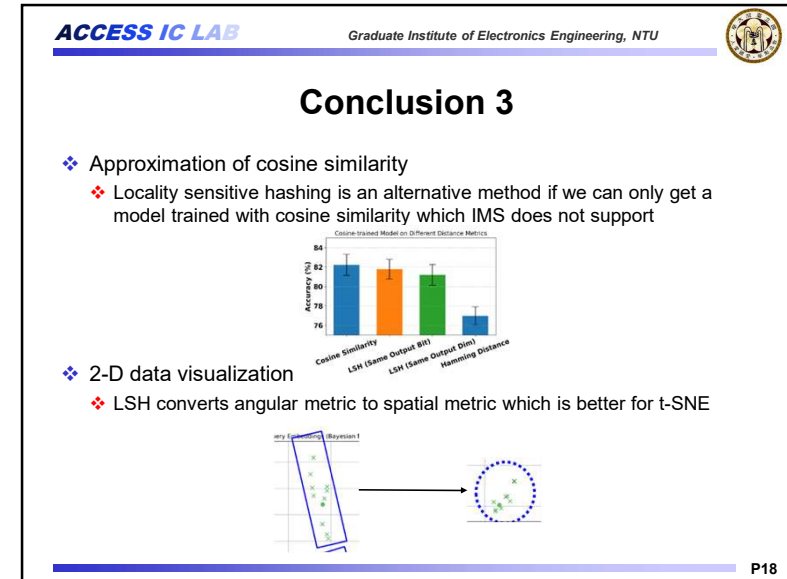 ACCESS IC LAB
Graduate Institute of Electronics Engineering, NTU
Conclusion 3
Approximation of cosine similarity
Locality sensitive hashing is an alternative method if we can only get a
model trained with cosine similarity which IMS does not support
Cosine-trained Model on Different Distance Metrics
Accuracy (%)
84
82
80
78
76
Cosine Similarity
LSH (Same Output Bit)
LSH (Same Output Dim)
Hamming Distance
2-D data visualization
LSH converts angular metric to spatial metric which is better for t-SNE
ery Embeddings (Bayesian
P18